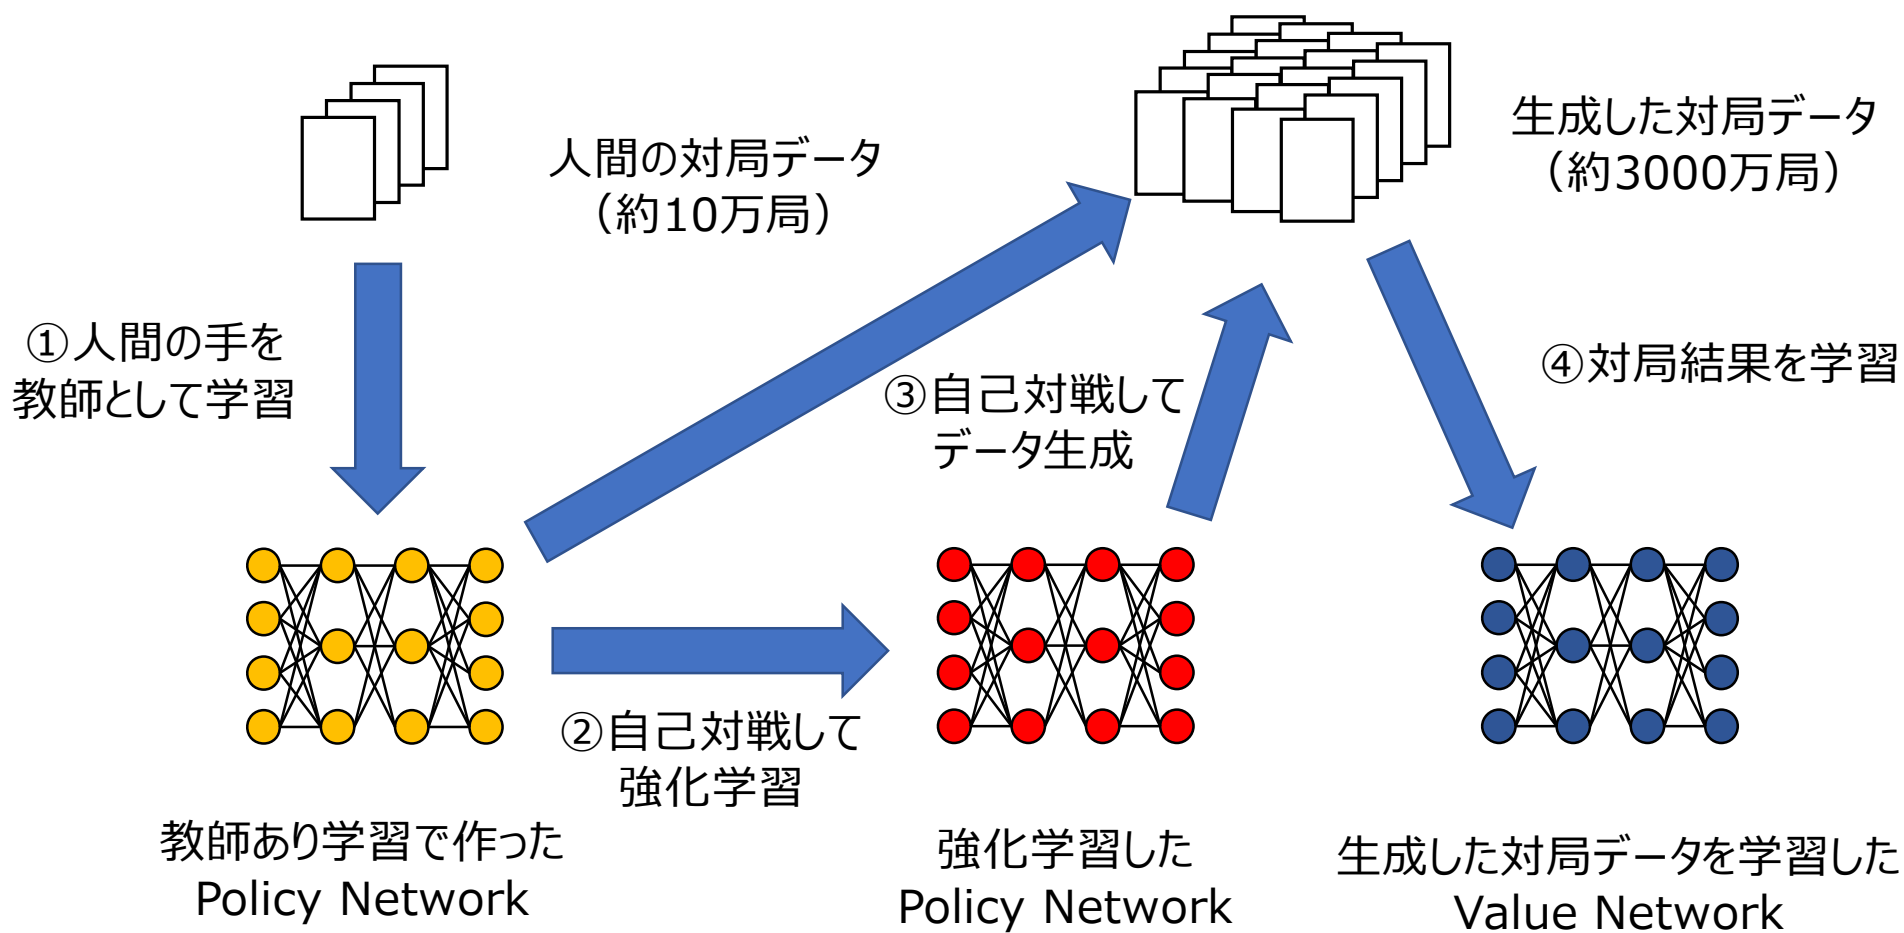 人間の対局データ
（約10万局）
生成した対局データ
（約3000万局）
①人間の手を
教師として学習
③自己対戦して
データ生成
④対局結果を学習
②自己対戦して
強化学習
教師あり学習で作った
Policy Network
強化学習した
Policy Network
生成した対局データを学習した
Value Network